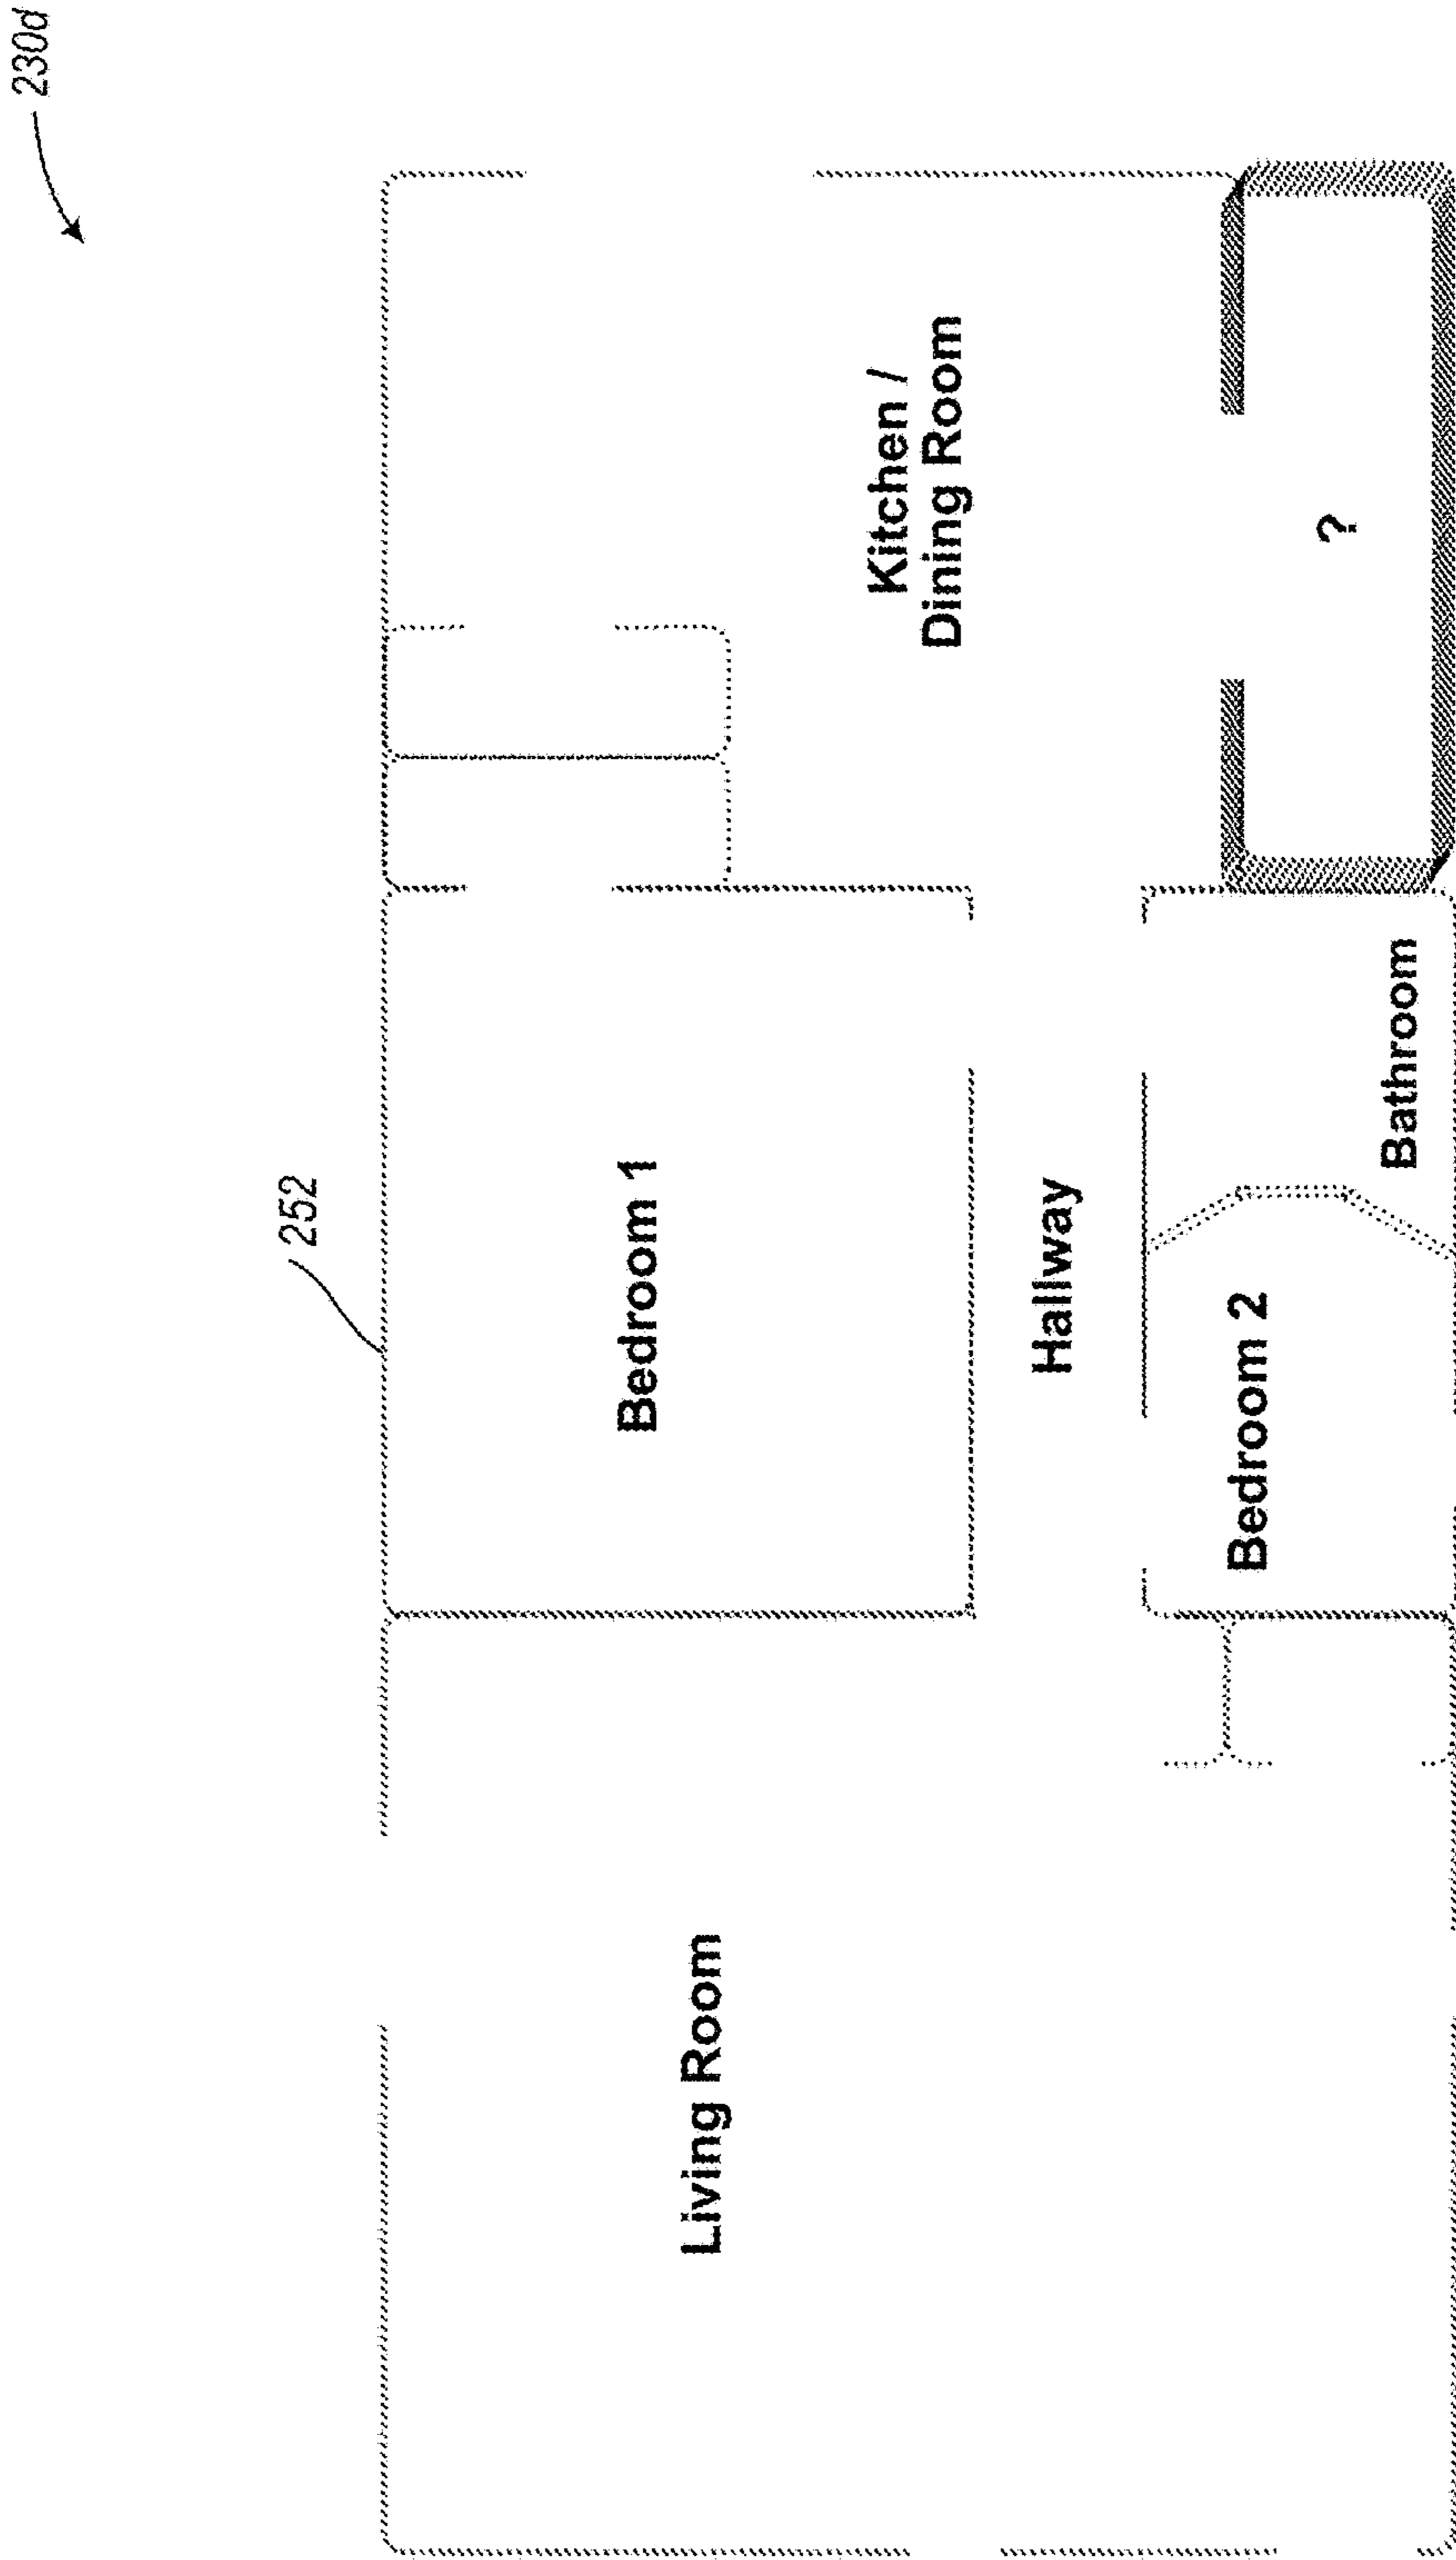 230d
252
Living Room
Bedroom 1
Kitchen /
Dining Room
Hallway
Bedroom 2
Bathroom
?